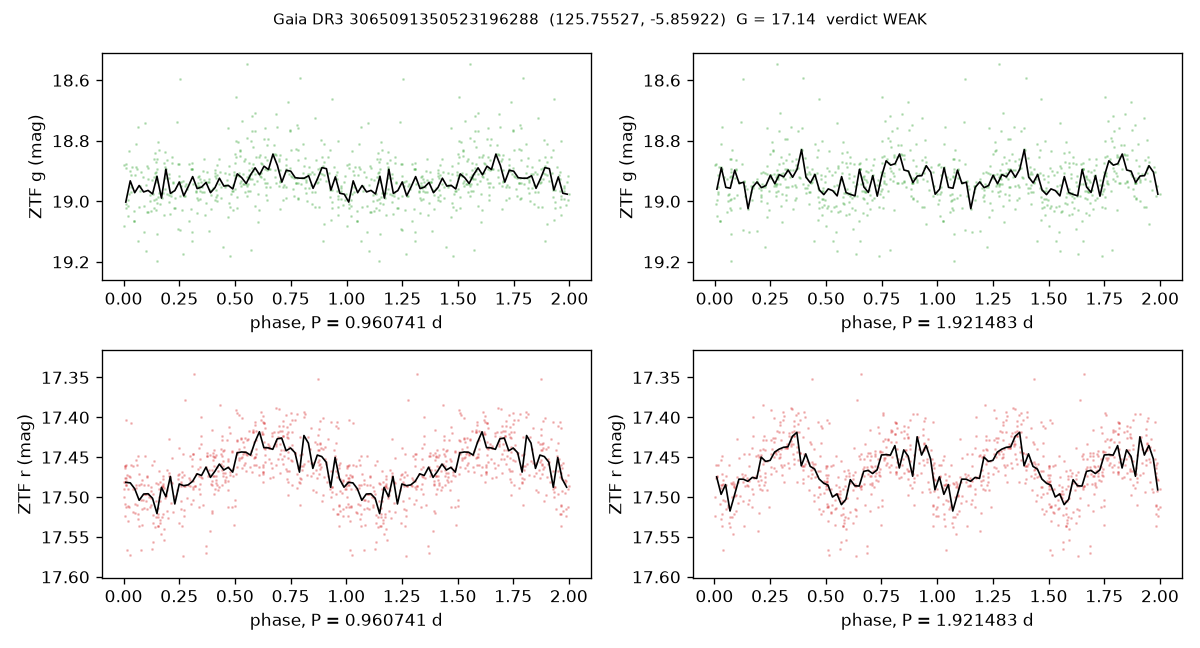 Gaia DR3 3065091350523196288  (125.75527, -5.85922)  G = 17.14  verdict WEAK
ZTF g (mag)
18.6
18.8
19.0
19.2
0.00 0.25 0.50 0.75 1.00 1.25 1.50 1.75 2.00
phase, P = 0.960741 d
ZTF g (mag)
18.6
18.8
19.0
19.2
0.00 0.25 0.50 0.75 1.00 1.25 1.50 1.75 2.00
phase, P = 1.921483 d
ZTF r (mag)
17.35
17.40
17.45
17.50
17.55
17.60
0.00 0.25 0.50 0.75 1.00 1.25 1.50 1.75 2.00
phase, P = 0.960741 d
ZTF r (mag)
17.35
17.40
17.45
17.50
17.55
17.60
0.00 0.25 0.50 0.75 1.00 1.25 1.50 1.75 2.00
phase, P = 1.921483 d